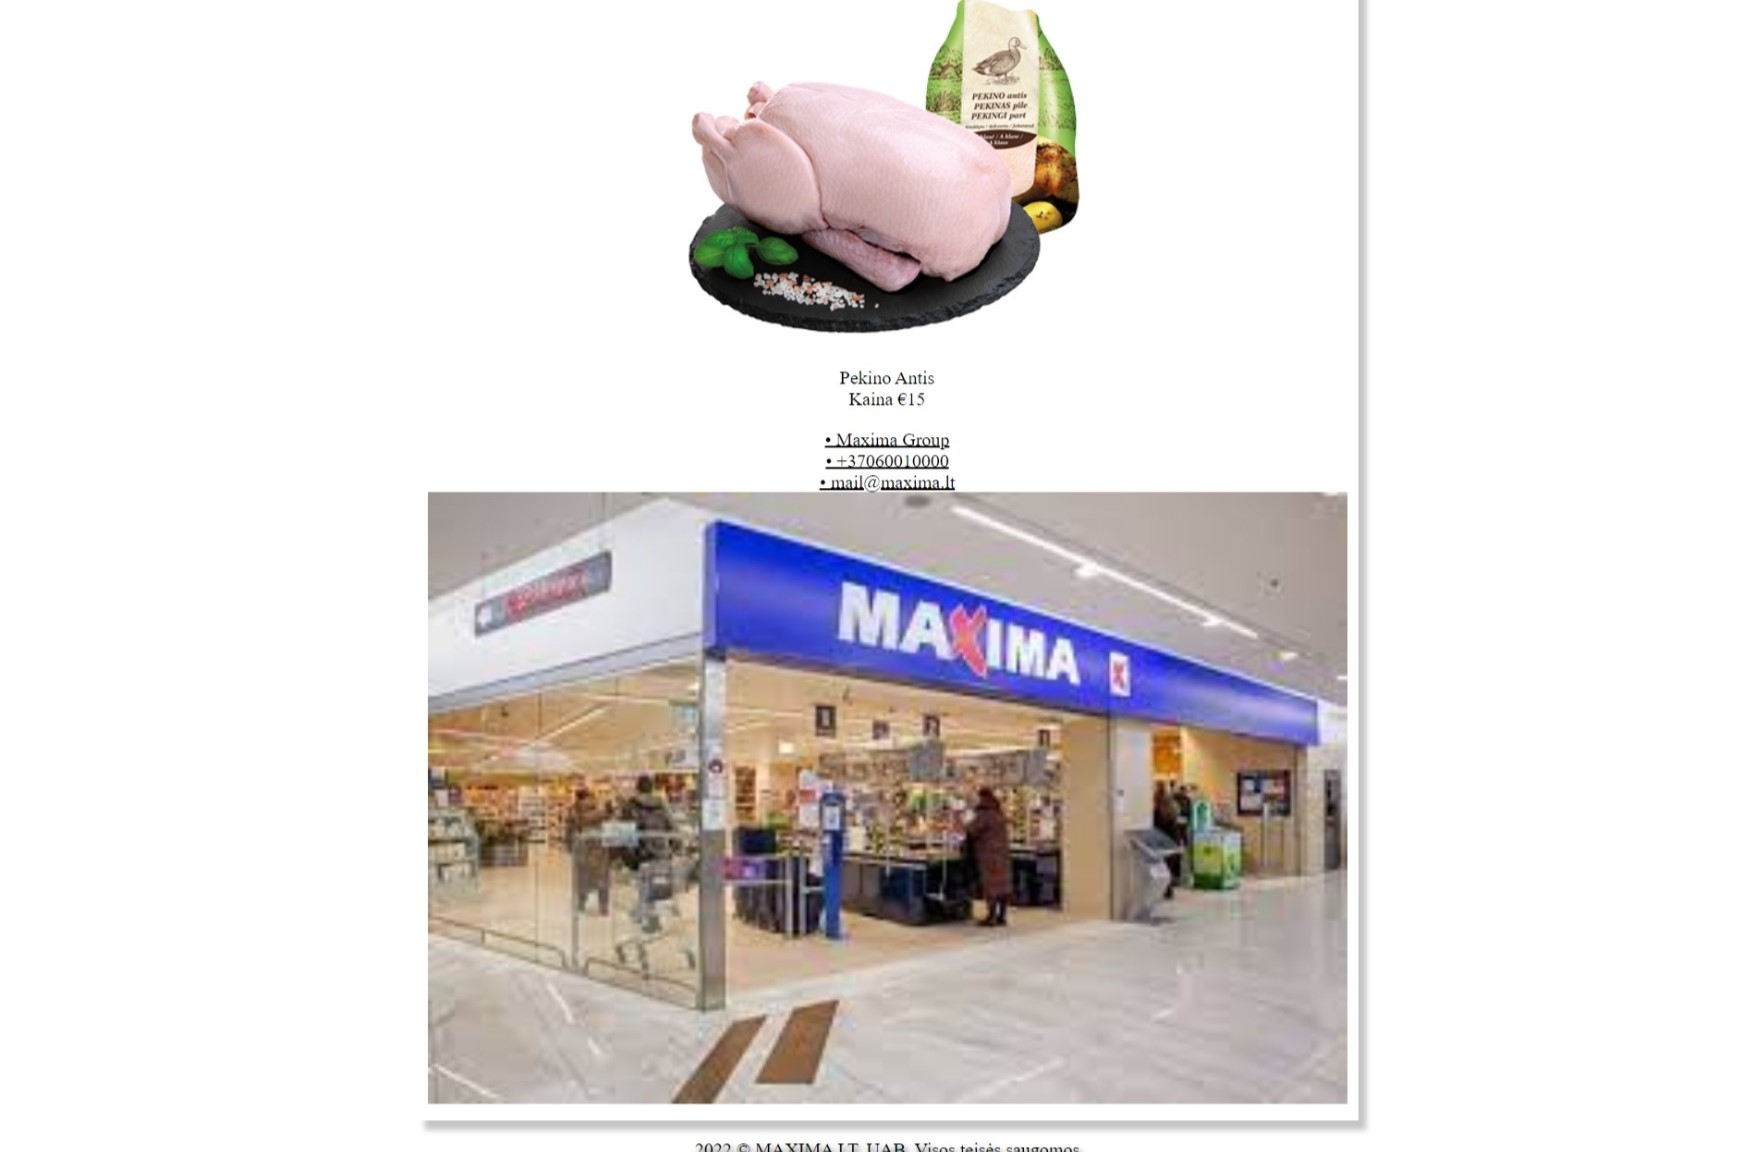 PEKINO antis
PEKINAS pile
PEKINGI part
Pekino Antis
Kaina €15
• Maxima Group
• +37060010000
• mail@maxima.lt
MAXIMA X
2022 © MAXIMA LT, UAB. Visos teisės saugomos